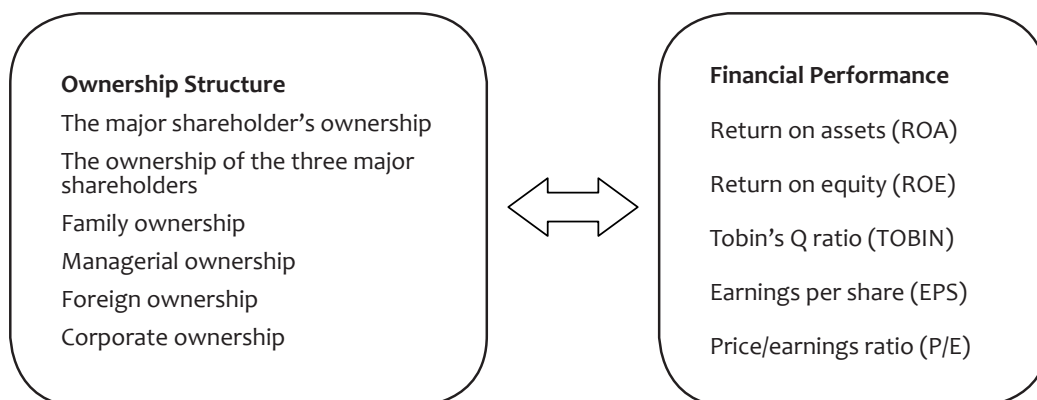 Ownership Structure
The major shareholder’s ownership
The ownership of the three major
shareholders
Family ownership
Managerial ownership
Foreign ownership
Corporate ownership
Financial Performance
Return on assets (ROA)
Return on equity (ROE)
Tobin’s Q ratio (TOBIN)
Earnings per share (EPS)
Price/earnings ratio (P/E)